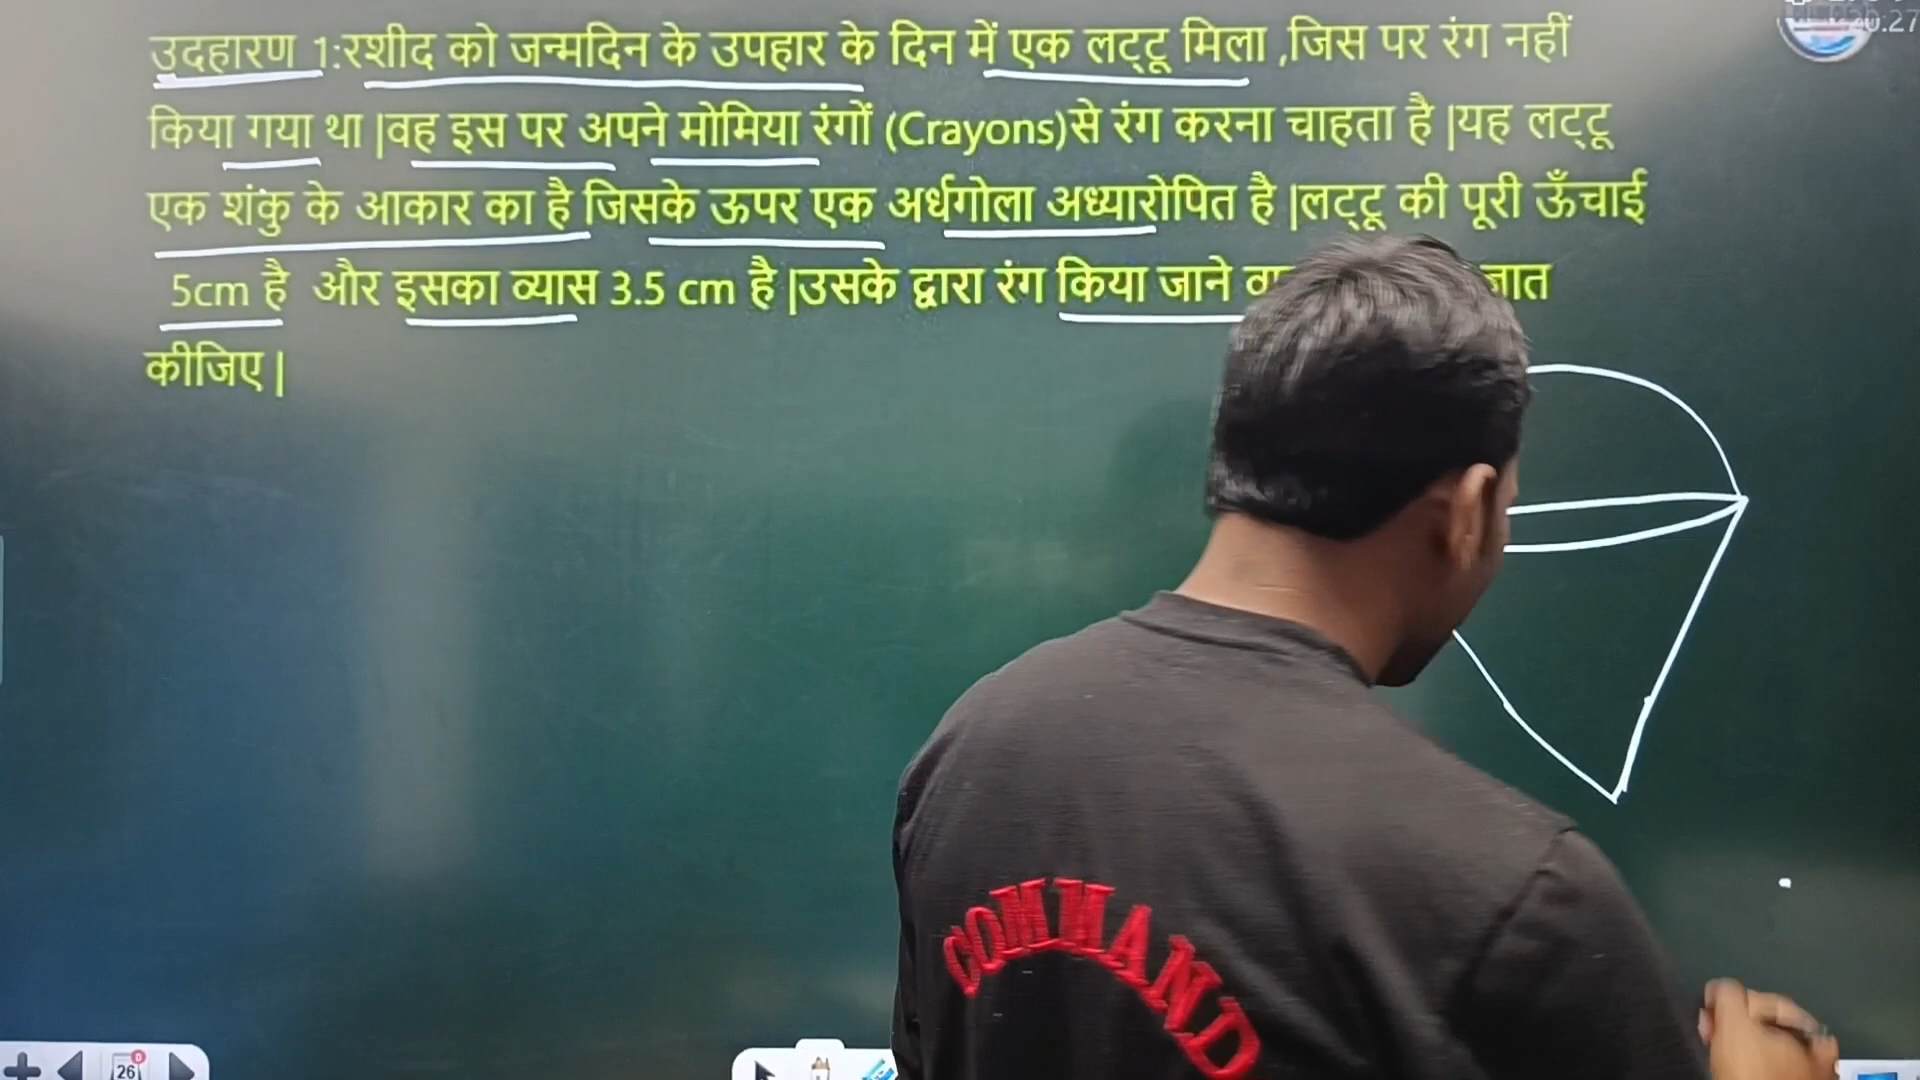 उदहारण 1:रशीद को जन्मदिन के उपहार के दिन में एक लट्टू मिला ,जिस पर रंग नहीं
किया गया था |वह इस पर अपने मोमिया रंगों (Crayons)से रंग करना चाहता है |यह लट्टू
एक शंकु के आकार का है जिसके ऊपर एक अर्धगोला अध्यारोपित है |लट्टू की पूरी ऊँचाई
5cm है और इसका व्यास 3.5 cm है |उसके द्वारा रंग किया जाने
कीजिए |
COMMAND
26